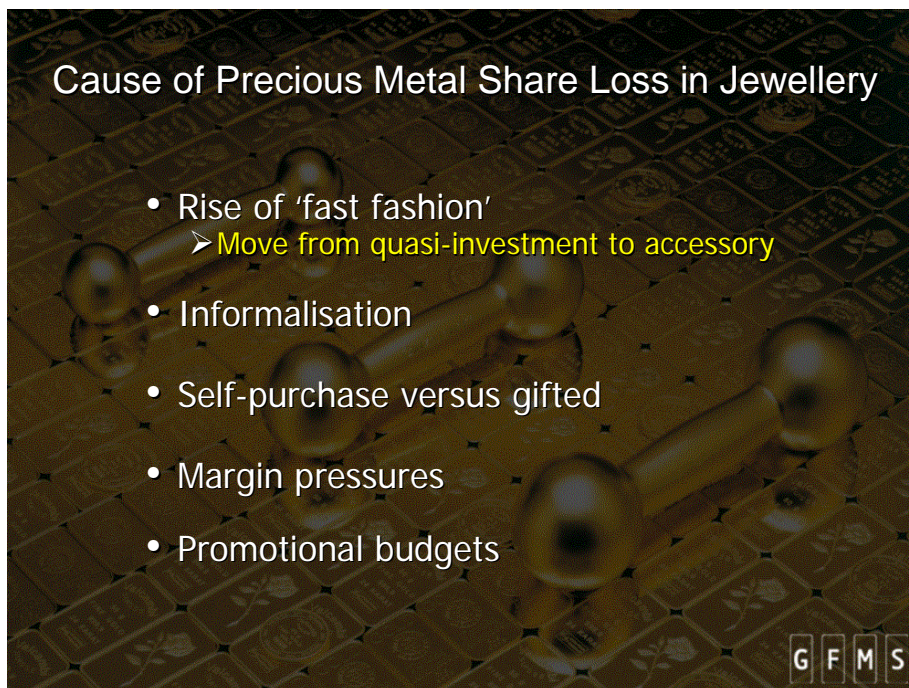 Cause of Precious Metal Share Loss in Jewellery
• Rise of ‘fast fashion’
➢Move from quasi-investment to accessory
• Informalisation
• Self-purchase versus gifted
• Margin pressures
• Promotional budgets
GFMS